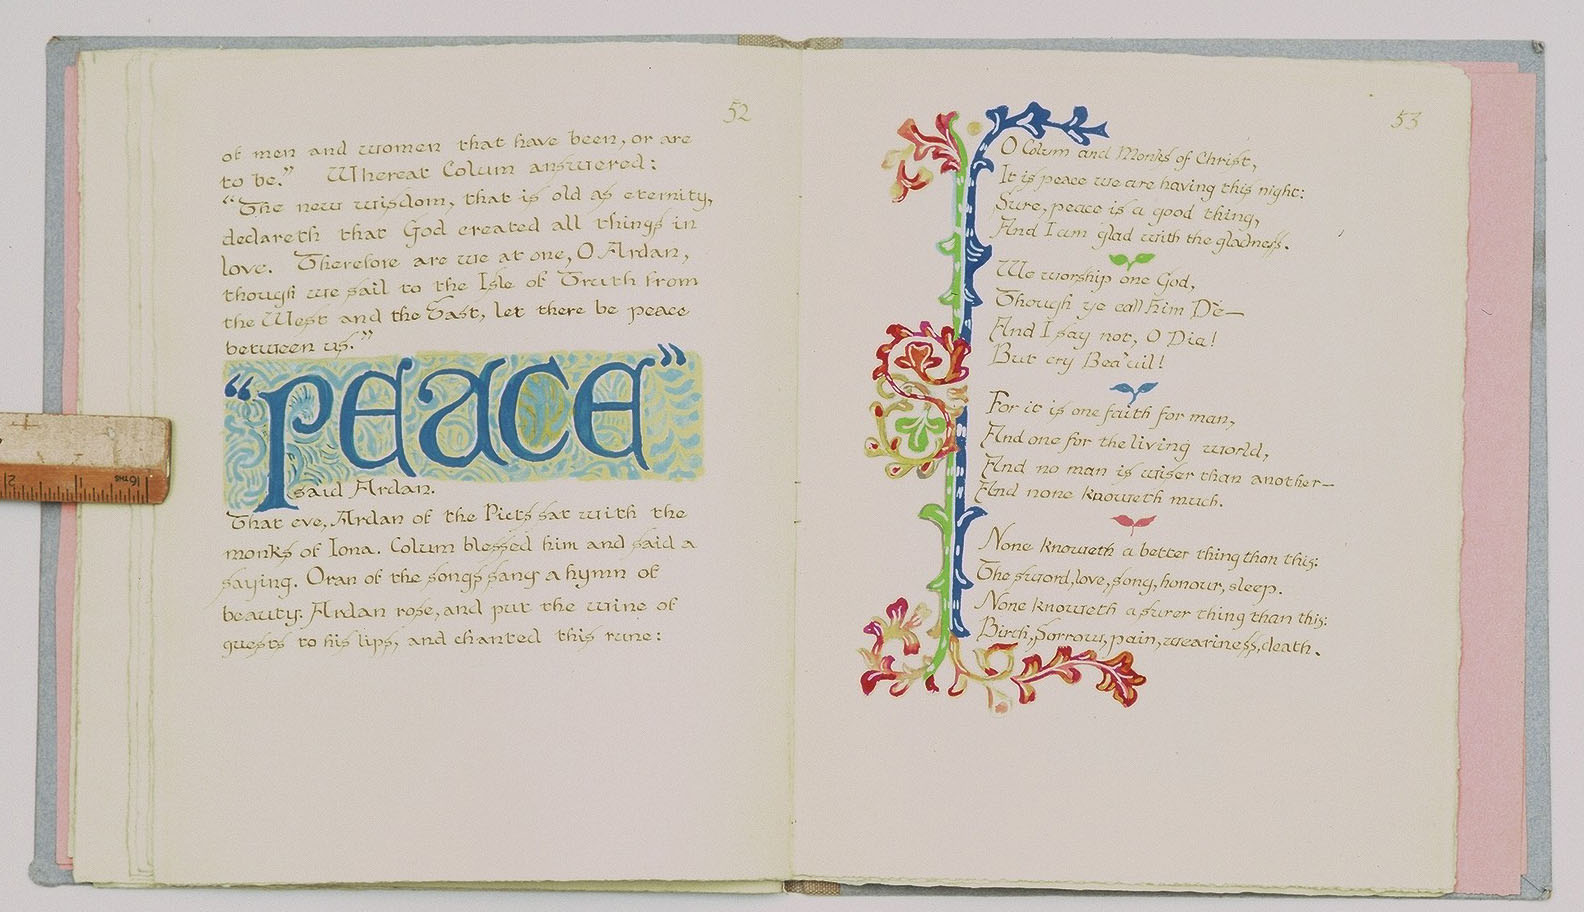 52
of men and women that have been, or are
to be.” Whereat Colum answered:
“The new wisdom, that is old as eternity,
declareth that God created all things in
love. Therefore are we at one, O Ardan,
though we sail to the Isle of Truth from
the West and the East, let there be peace
between us.”
“PEACE”
said Ardan.
That eve, Ardan of the Picts sat with the
monks of Iona. Colum blessed him and said a
saying. Oran of the songs sang a hymn of
beauty. Ardan rose, and put the wine of
guests to his lips, and chanted this rune:
53
O Colum and Monks of Christ,
It is peace we are having this night:
Sure, peace is a good thing,
And I am glad with the gladness.
We worship one God,
Though ye call him Dè—
And I say not, O Dia!
But cry Bea'uil!
For it is one faith for man,
And one for the living world,
And no man is wiser than another—
And none knoweth much.
None knoweth a better thing than this:
The sword, love, song, honour, sleep.
None knoweth a surer thing than this:
Birth, sorrow, pain, weariness, death.
2
16THS